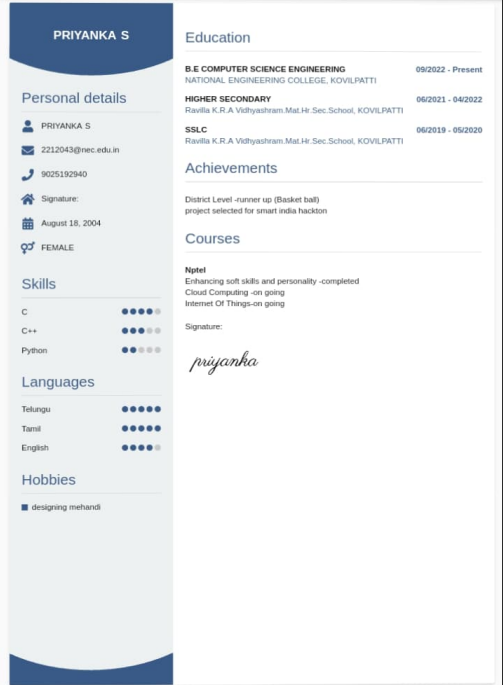 PRIYANKA S
Personal details
PRIYANKA S
2212043@nec.edu.in
9025192940
Signature:
August 18, 2004
FEMALE
Skills
C
C++
Python
Languages
Telungu
Tamil
English
Hobbies
designing mehandi
Education
B.E COMPUTER SCIENCE ENGINEERING 09/2022 - Present
NATIONAL ENGINEERING COLLEGE, KOVILPATTI
HIGHER SECONDARY 06/2021 - 04/2022
Ravilla K.R.A Vidhyashram.Mat.Hr.Sec.School, KOVILPATTI
SSLC 06/2019 - 05/2020
Ravilla K.R.A Vidhyashram.Mat.Hr.Sec.School, KOVILPATTI
Achievements
District Level -runner up (Basket ball)
project selected for smart india hackton
Courses
Nptel
Enhancing soft skills and personality -completed
Cloud Computing -on going
Internet Of Things-on going
Signature:
priyanka